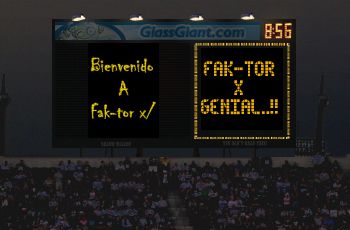 GlassGiant.com
8:56
Bienvenido
A
Fak-tor x/
FAK-TOR
X
GENIAL..!!